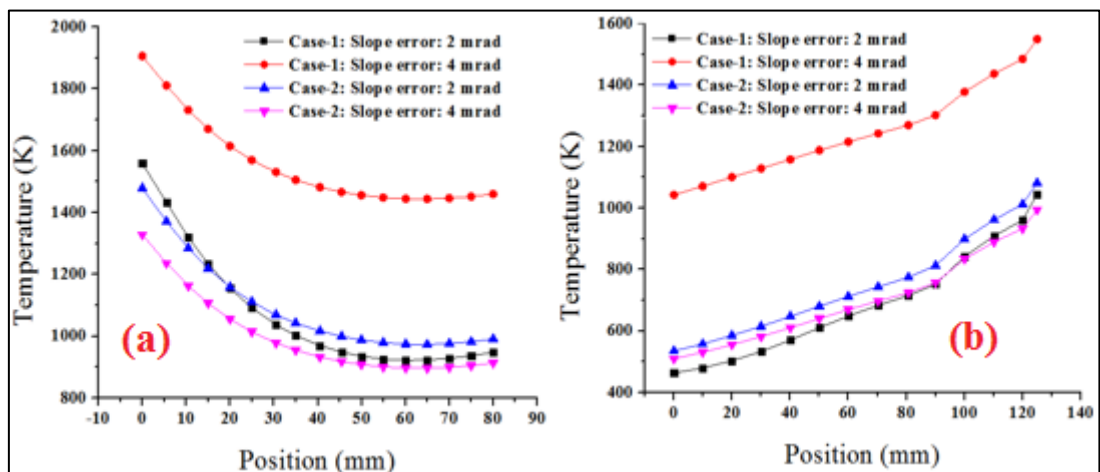 2000
1800
1600
1400
1200
1000
800
-10
0
10
20
30
40
50
60
70
80
90
Temperature (K)
Position (mm)
Case-1: Slope error: 2 mrad
Case-1: Slope error: 4 mrad
Case-2: Slope error: 2 mrad
Case-2: Slope error: 4 mrad
(a)
1600
1400
1200
1000
800
600
400
0
20
40
60
80
100
120
140
Temperature (K)
Position (mm)
Case-1: Slope error: 2 mrad
Case-1: Slope error: 4 mrad
Case-2: Slope error: 2 mrad
Case-2: Slope error: 4 mrad
(b)